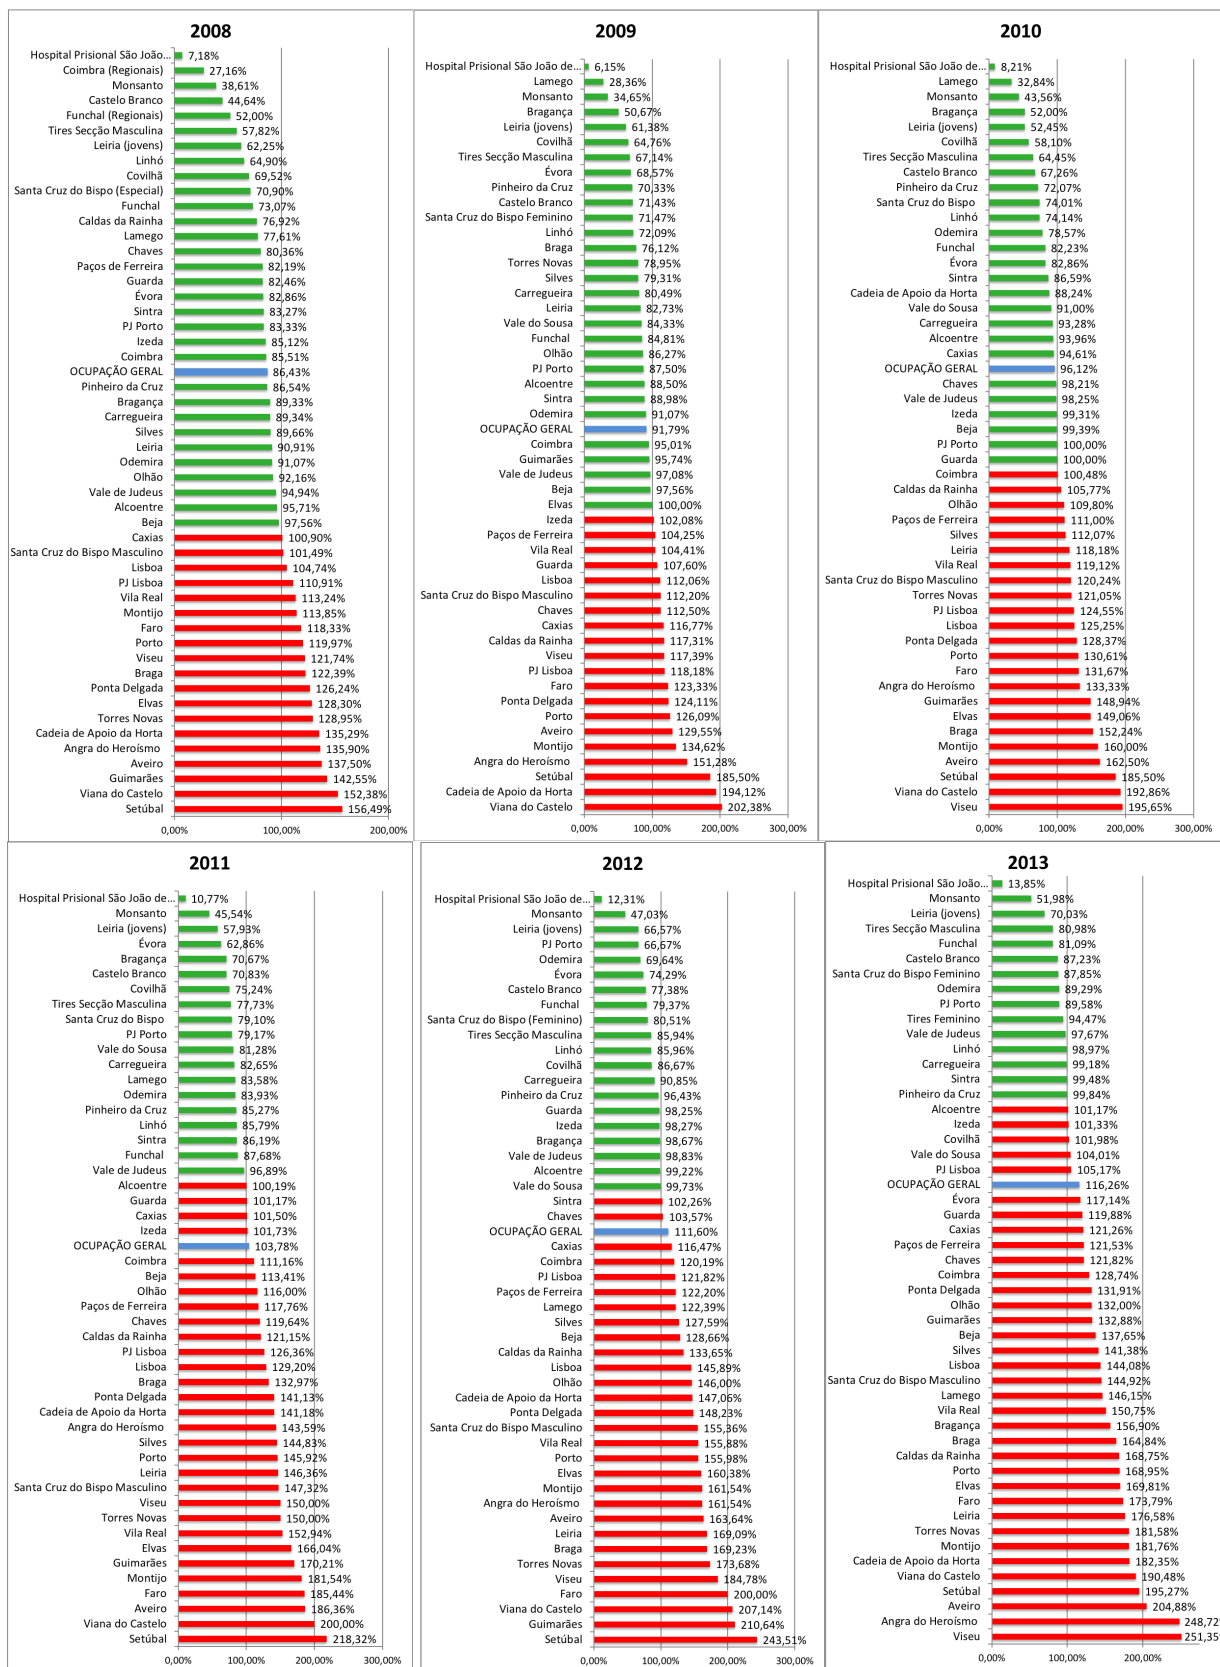 2008
Hospital Prisional São João... 7,18%
Coimbra (Regionais) 27,16%
Monsanto 38,61%
Castelo Branco 44,64%
Funchal (Regionais) 52,00%
Tires Secção Masculina 57,82%
Leiria (jovens) 62,25%
Linhó 64,90%
Covilhã 69,52%
Santa Cruz do Bispo (Especial) 70,90%
Funchal 73,07%
Caldas da Rainha 76,92%
Lamego 77,61%
Chaves 80,36%
Paços de Ferreira 82,19%
Guarda 82,46%
Évora 82,86%
Sintra 83,27%
PJ Porto 83,33%
Izeda 85,12%
Coimbra 85,51%
OCUPAÇÃO GERAL 86,43%
Pinheiro da Cruz 86,54%
Bragança 89,33%
Carregueira 89,34%
Silves 89,66%
Leiria 90,91%
Odemira 91,07%
Olhão 92,16%
Vale de Judeus 94,94%
Alcoentre 95,71%
Beja 97,56%
Caxias 100,90%
Santa Cruz do Bispo Masculino 101,49%
Lisboa 104,74%
PJ Lisboa 110,91%
Vila Real 113,24%
Montijo 113,85%
Faro 118,33%
Porto 119,97%
Viseu 121,74%
Braga 122,39%
Ponta Delgada 126,24%
Elvas 128,30%
Torres Novas 128,95%
Cadeia de Apoio da Horta 135,29%
Angra do Heroísmo 135,90%
Aveiro 137,50%
Guimarães 142,55%
Viana do Castelo 152,38%
Setúbal 156,49%
0,00% 100,00% 200,00%
2009
Hospital Prisional São João de... 6,15%
Lamego 28,36%
Monsanto 34,65%
Bragança 50,67%
Leiria (jovens) 61,38%
Covilhã 64,76%
Tires Secção Masculina 67,14%
Évora 68,57%
Pinheiro da Cruz 70,33%
Castelo Branco 71,43%
Santa Cruz do Bispo Feminino 71,47%
Linhó 72,09%
Braga 76,12%
Torres Novas 78,95%
Silves 79,31%
Carregueira 80,49%
Leiria 82,73%
Vale do Sousa 84,33%
Funchal 84,81%
Olhão 86,27%
PJ Porto 87,50%
Alcoentre 88,50%
Sintra 88,98%
Odemira 91,07%
OCUPAÇÃO GERAL 91,79%
Coimbra 95,01%
Guimarães 95,74%
Vale de Judeus 97,08%
Beja 97,56%
Elvas 100,00%
Izeda 102,08%
Paços de Ferreira 104,25%
Vila Real 104,41%
Guarda 107,60%
Lisboa 112,06%
Santa Cruz do Bispo Masculino 112,20%
Chaves 112,50%
Caxias 116,77%
Caldas da Rainha 117,31%
Viseu 117,39%
PJ Lisboa 118,18%
Faro 123,33%
Ponta Delgada 124,11%
Porto 126,09%
Aveiro 129,55%
Montijo 134,62%
Angra do Heroísmo 151,28%
Setúbal 185,50%
Cadeia de Apoio da Horta 194,12%
Viana do Castelo 202,38%
0,00% 100,00% 200,00% 300,00%
2010
Hospital Prisional São João de... 8,21%
Lamego 32,84%
Monsanto 43,56%
Bragança 52,00%
Leiria (jovens) 52,45%
Covilhã 58,10%
Tires Secção Masculina 64,45%
Castelo Branco 67,26%
Pinheiro da Cruz 72,07%
Santa Cruz do Bispo 74,01%
Linhó 74,14%
Odemira 78,57%
Funchal 82,23%
Évora 82,86%
Sintra 86,59%
Cadeia de Apoio da Horta 88,24%
Vale do Sousa 91,00%
Carregueira 93,28%
Alcoentre 93,96%
Caxias 94,61%
OCUPAÇÃO GERAL 96,12%
Chaves 98,21%
Vale de Judeus 98,25%
Izeda 99,31%
Beja 99,39%
PJ Porto 100,00%
Guarda 100,00%
Coimbra 100,48%
Caldas da Rainha 105,77%
Olhão 109,80%
Paços de Ferreira 111,00%
Silves 112,07%
Leiria 118,18%
Vila Real 119,12%
Santa Cruz do Bispo Masculino 120,24%
Torres Novas 121,05%
PJ Lisboa 124,55%
Lisboa 125,25%
Ponta Delgada 128,37%
Porto 130,61%
Faro 131,67%
Angra do Heroísmo 133,33%
Guimarães 148,94%
Elvas 149,06%
Braga 152,24%
Montijo 160,00%
Aveiro 162,50%
Setúbal 185,50%
Viana do Castelo 192,86%
Viseu 195,65%
0,00% 100,00% 200,00% 300,00%
2011
Hospital Prisional São João de... 10,77%
Monsanto 45,54%
Leiria (jovens) 57,93%
Évora 62,86%
Bragança 70,67%
Castelo Branco 70,83%
Covilhã 75,24%
Tires Secção Masculina 77,73%
Santa Cruz do Bispo 79,10%
PJ Porto 79,17%
Vale do Sousa 81,28%
Carregueira 82,65%
Lamego 83,58%
Odemira 83,93%
Pinheiro da Cruz 85,27%
Linhó 85,79%
Sintra 86,19%
Funchal 87,68%
Vale de Judeus 96,89%
Alcoentre 100,19%
Guarda 101,17%
Caxias 101,50%
Izeda 101,73%
OCUPAÇÃO GERAL 103,78%
Coimbra 111,16%
Beja 113,41%
Olhão 116,00%
Paços de Ferreira 117,76%
Chaves 119,64%
Caldas da Rainha 121,15%
PJ Lisboa 126,36%
Lisboa 129,20%
Braga 132,97%
Ponta Delgada 141,13%
Cadeia de Apoio da Horta 141,18%
Angra do Heroísmo 143,59%
Silves 144,83%
Porto 145,92%
Leiria 146,36%
Santa Cruz do Bispo Masculino 147,32%
Viseu 150,00%
Torres Novas 150,00%
Vila Real 152,94%
Elvas 166,04%
Guimarães 170,21%
Montijo 181,54%
Faro 185,44%
Aveiro 186,36%
Viana do Castelo 200,00%
Setúbal 218,32%
0,00% 100,00% 200,00% 300,00%
2012
Hospital Prisional São João de... 12,31%
Monsanto 47,03%
Leiria (jovens) 66,57%
PJ Porto 66,67%
Odemira 69,64%
Évora 74,29%
Castelo Branco 77,38%
Funchal 79,37%
Santa Cruz do Bispo (Feminino) 80,51%
Tires Secção Masculina 85,94%
Linhó 85,96%
Covilhã 86,67%
Carregueira 90,85%
Pinheiro da Cruz 96,43%
Guarda 98,25%
Izeda 98,27%
Bragança 98,67%
Vale de Judeus 98,83%
Alcoentre 99,22%
Vale do Sousa 99,73%
Sintra 102,26%
Chaves 103,57%
OCUPAÇÃO GERAL 111,60%
Caxias 116,47%
Coimbra 120,19%
PJ Lisboa 121,82%
Paços de Ferreira 122,20%
Lamego 122,39%
Silves 127,59%
Beja 128,66%
Caldas da Rainha 133,65%
Lisboa 145,89%
Olhão 146,00%
Cadeia de Apoio da Horta 147,06%
Ponta Delgada 148,23%
Santa Cruz do Bispo Masculino 155,36%
Vila Real 155,88%
Porto 155,98%
Elvas 160,38%
Montijo 161,54%
Angra do Heroísmo 161,54%
Aveiro 163,64%
Leiria 169,09%
Braga 169,23%
Torres Novas 173,68%
Viseu 184,78%
Faro 200,00%
Viana do Castelo 207,14%
Guimarães 210,64%
Setúbal 243,51%
0,00% 100,00% 200,00% 300,00%
2013
Hospital Prisional São João... 13,85%
Monsanto 51,98%
Leiria (jovens) 70,03%
Tires Secção Masculina 80,98%
Funchal 81,09%
Castelo Branco 87,23%
Santa Cruz do Bispo Feminino 87,85%
Odemira 89,29%
PJ Porto 89,58%
Tires Feminino 94,47%
Vale de Judeus 97,67%
Linhó 98,97%
Carregueira 99,18%
Sintra 99,48%
Pinheiro da Cruz 99,84%
Alcoentre 101,17%
Izeda 101,33%
Covilhã 101,98%
Vale do Sousa 104,01%
PJ Lisboa 105,17%
OCUPAÇÃO GERAL 116,26%
Évora 117,14%
Guarda 119,88%
Caxias 121,26%
Paços de Ferreira 121,53%
Chaves 121,82%
Coimbra 128,74%
Ponta Delgada 131,91%
Olhão 132,00%
Guimarães 132,88%
Beja 137,65%
Silves 141,38%
Lisboa 144,08%
Santa Cruz do Bispo Masculino 144,92%
Lamego 146,15%
Vila Real 150,75%
Bragança 156,90%
Braga 164,84%
Caldas da Rainha 168,75%
Porto 168,95%
Elvas 169,81%
Faro 173,79%
Leiria 176,58%
Torres Novas 181,58%
Montijo 181,76%
Cadeia de Apoio da Horta 182,35%
Viana do Castelo 190,48%
Setúbal 195,27%
Aveiro 204,88%
Angra do Heroísmo 248,72%
Viseu 251,35%
0,00% 100,00% 200,00%